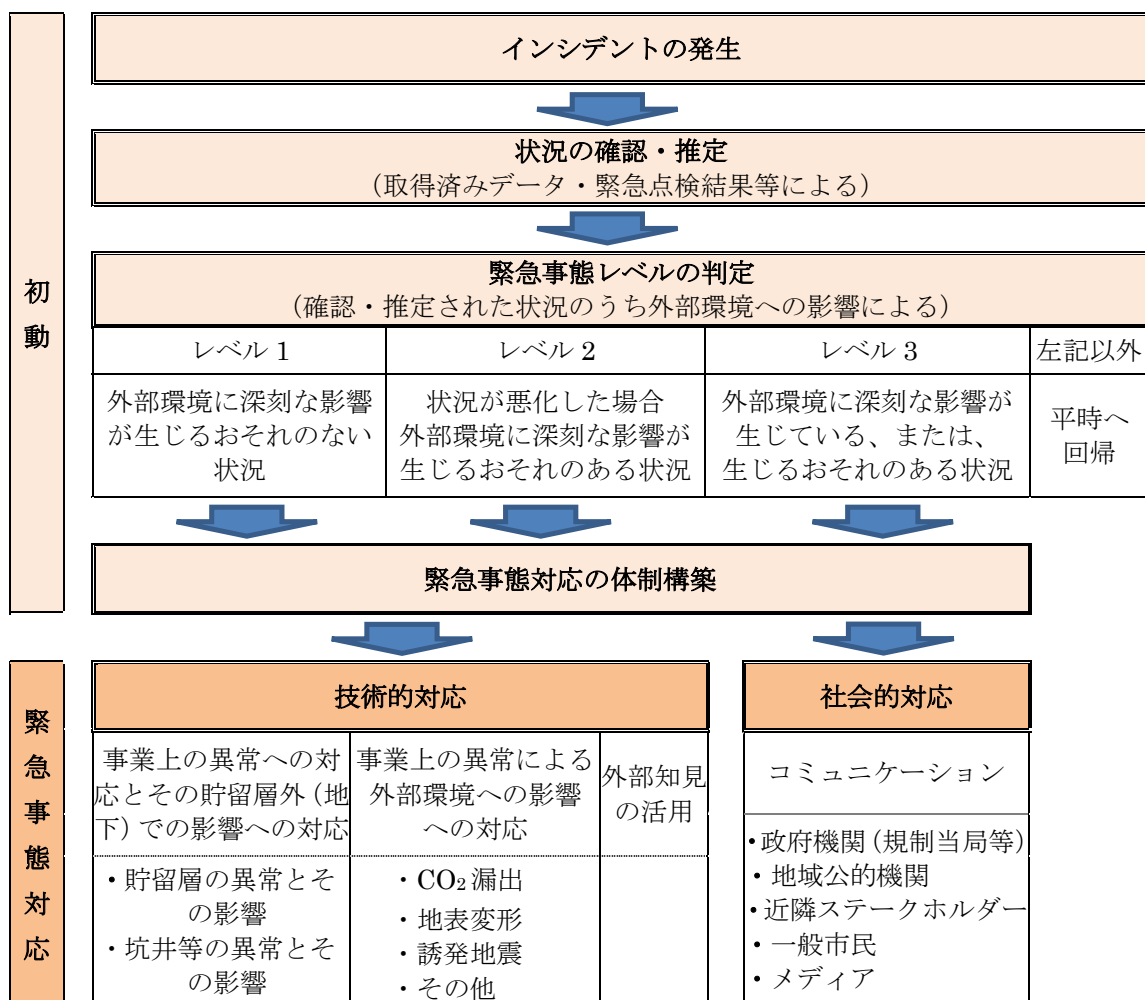 初動
インシデントの発生
状況の確認・推定
（取得済みデータ・緊急点検結果等による）
緊急事態レベルの判定
（確認・推定された状況のうち外部環境への影響による）
レベル 1
レベル 2
レベル 3
左記以外
外部環境に深刻な影響
が生じるおそれのない
状況
状況が悪化した場合
外部環境に深刻な影響が
生じるおそれのある状況
外部環境に深刻な影響が
生じている、または、
生じるおそれのある状況
平時へ
回帰
緊急事態対応の体制構築
緊急事態対応
技術的対応
事業上の異常への対
応とその貯留層外（地
下）での影響への対応
事業上の異常による
外部環境への影響
への対応
外部知見
の活用
・貯留層の異常とそ
の影響
・坑井等の異常とそ
の影響
・CO₂漏出
・地表変形
・誘発地震
・その他
社会的対応
コミュニケーション
・政府機関（規制当局等）
・地域公的機関
・近隣ステークホルダー
・一般市民
・メディア